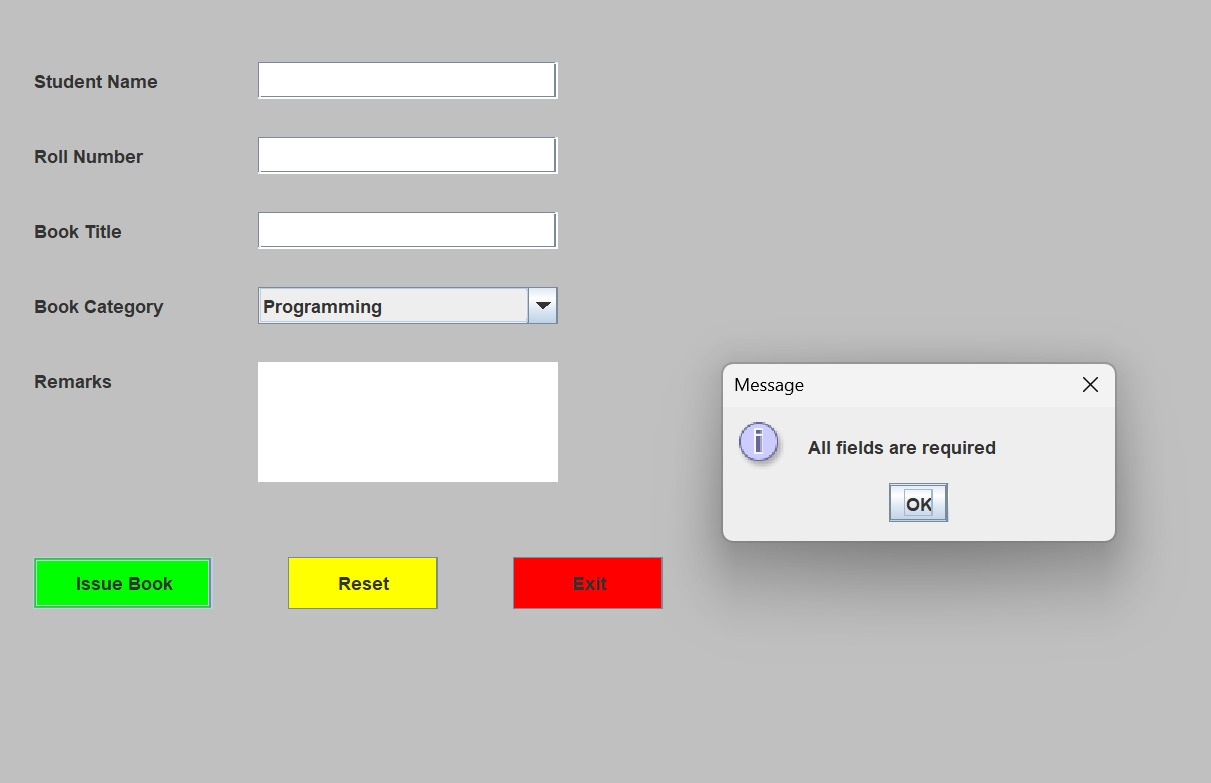 Student Name
Roll Number
Book Title
Book Category
Programming
Remarks
Message
All fields are required
OK
Issue Book
Reset
Exit